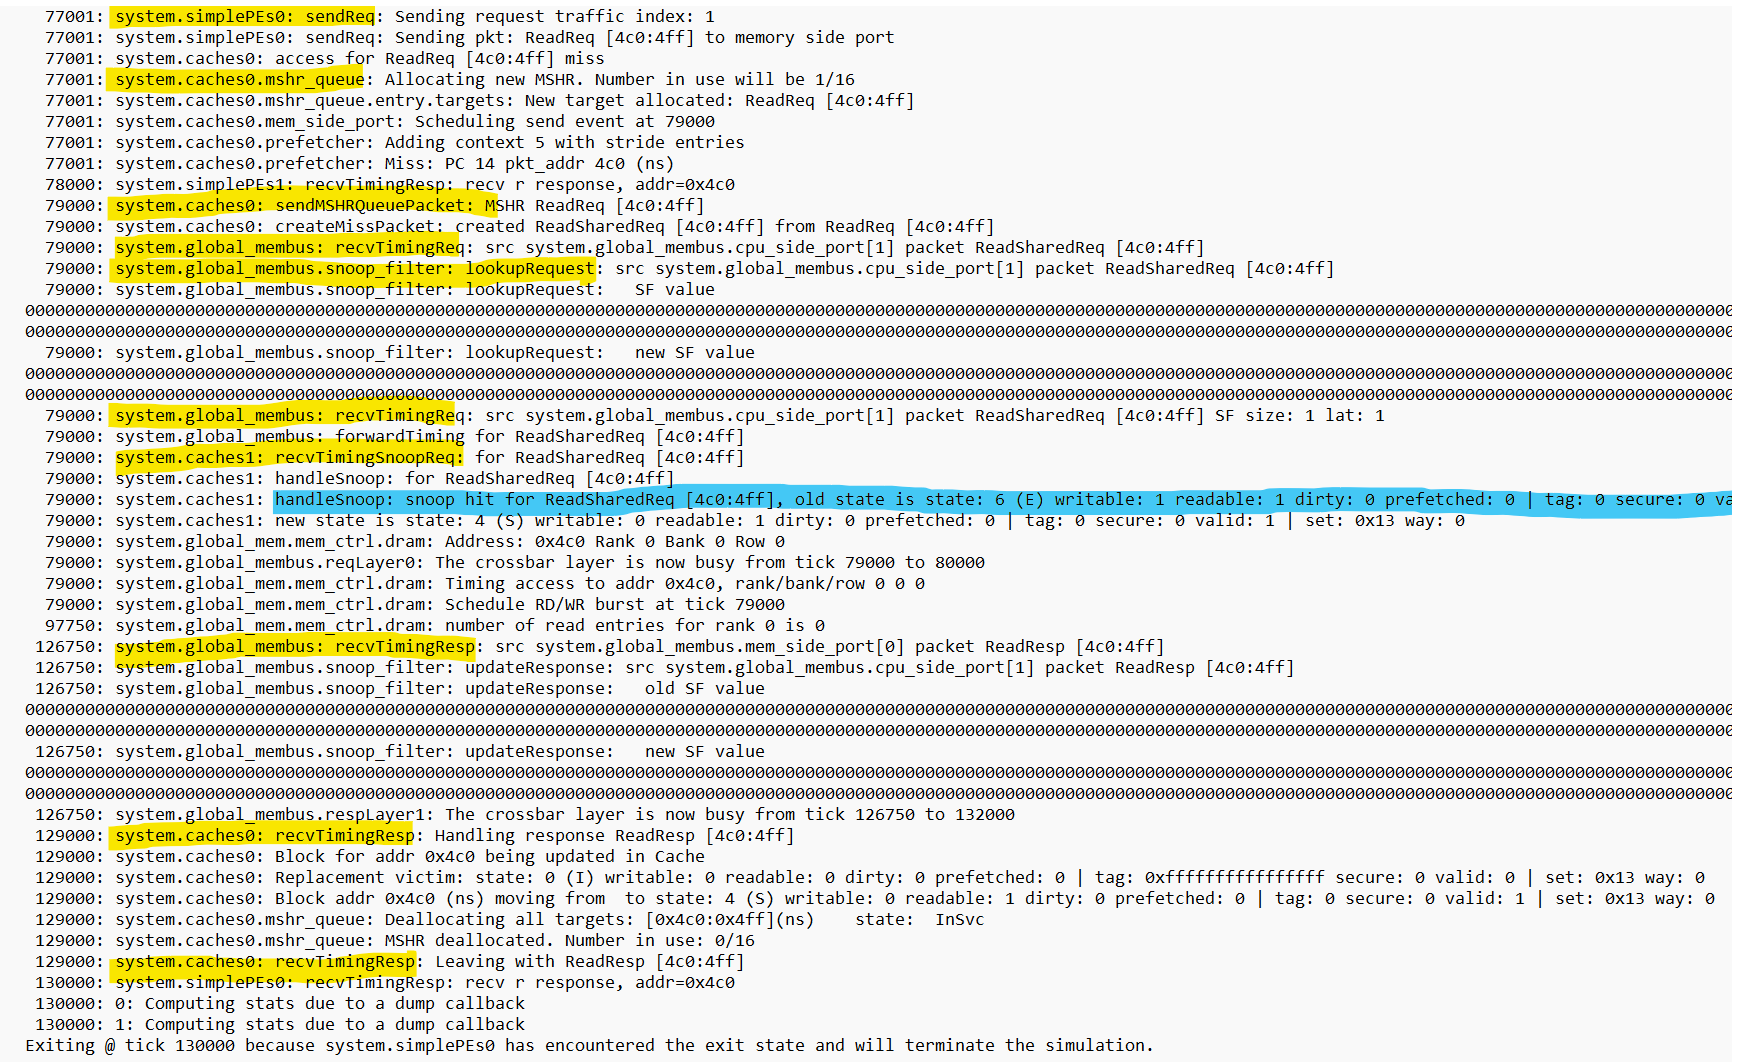 77001: system.simplePEs0: sendReq: Sending request traffic index: 1
77001: system.simplePEs0: sendReq: Sending pkt: ReadReq [4c0:4ff] to memory side port
77001: system.caches0: access for ReadReq [4c0:4ff] miss
77001: system.caches0.mshr_queue: Allocating new MSHR. Number in use will be 1/16
77001: system.caches0.mshr_queue.entry.targets: New target allocated: ReadReq [4c0:4ff]
77001: system.caches0.mem_side_port: Scheduling send event at 79000
77001: system.caches0.prefetcher: Adding context 5 with stride entries
77001: system.caches0.prefetcher: Miss: PC 14 pkt_addr 4c0 (ns)
78000: system.simplePEs1: recvTimingResp: recv r response, addr=0x4c0
79000: system.caches0: sendMSHRQueuePacket: MSHR ReadReq [4c0:4ff]
79000: system.caches0: createMissPacket: created ReadSharedReq [4c0:4ff] from ReadReq [4c0:4ff]
79000: system.global_membus: recvTimingReq: src system.global_membus.cpu_side_port[1] packet ReadSharedReq [4c0:4ff]
79000: system.global_membus.snoop_filter: lookupRequest: src system.global_membus.cpu_side_port[1] packet ReadSharedReq [4c0:4ff]
79000: system.global_membus.snoop_filter: lookupRequest:   SF value
79000: system.global_membus.snoop_filter: lookupRequest:   new SF value
79000: system.global_membus: recvTimingReq: src system.global_membus.cpu_side_port[1] packet ReadSharedReq [4c0:4ff] SF size: 1 lat: 1
79000: system.global_membus: forwardTiming for ReadSharedReq [4c0:4ff]
79000: system.caches1: recvTimingSnoopReq: for ReadSharedReq [4c0:4ff]
79000: system.caches1: handleSnoop: for ReadSharedReq [4c0:4ff]
79000: system.caches1: handleSnoop: snoop hit for ReadSharedReq [4c0:4ff], old state is state: 6 (E) writable: 1 readable: 1 dirty: 0 prefetched: 0 | tag: 0 secure: 0 va
79000: system.caches1: new state is state: 4 (S) writable: 0 readable: 1 dirty: 0 prefetched: 0 | tag: 0 secure: 0 valid: 1 | set: 0x13 way: 0
79000: system.global_mem.mem_ctrl.dram: Address: 0x4c0 Rank 0 Bank 0 Row 0
79000: system.global_membus.reqLayer0: The crossbar layer is now busy from tick 79000 to 80000
79000: system.global_mem.mem_ctrl.dram: Timing access to addr 0x4c0, rank/bank/row 0 0 0
79000: system.global_mem.mem_ctrl.dram: Schedule RD/WR burst at tick 79000
97750: system.global_mem.mem_ctrl.dram: number of read entries for rank 0 is 0
126750: system.global_membus: recvTimingResp: src system.global_membus.mem_side_port[0] packet ReadResp [4c0:4ff]
126750: system.global_membus.snoop_filter: updateResponse: src system.global_membus.cpu_side_port[1] packet ReadResp [4c0:4ff]
126750: system.global_membus.snoop_filter: updateResponse:   old SF value
126750: system.global_membus.snoop_filter: updateResponse:   new SF value
126750: system.global_membus.respLayer1: The crossbar layer is now busy from tick 126750 to 132000
129000: system.caches0: recvTimingResp: Handling response ReadResp [4c0:4ff]
129000: system.caches0: Block for addr 0x4c0 being updated in Cache
129000: system.caches0: Replacement victim: state: 0 (I) writable: 0 readable: 0 dirty: 0 prefetched: 0 | tag: 0xffffffffffffffff secure: 0 valid: 0 | set: 0x13 way: 0
129000: system.caches0: Block addr 0x4c0 (ns) moving from  to state: 4 (S) writable: 0 readable: 1 dirty: 0 prefetched: 0 | tag: 0 secure: 0 valid: 1 | set: 0x13 way: 0
129000: system.caches0.mshr_queue: Deallocating all targets: [0x4c0:0x4ff](ns)    state:  InSvc
129000: system.caches0.mshr_queue: MSHR deallocated. Number in use: 0/16
129000: system.caches0: recvTimingResp: Leaving with ReadResp [4c0:4ff]
130000: system.simplePEs0: recvTimingResp: recv r response, addr=0x4c0
130000: 0: Computing stats due to a dump callback
130000: 1: Computing stats due to a dump callback
Exiting @ tick 130000 because system.simplePEs0 has encountered the exit state and will terminate the simulation.